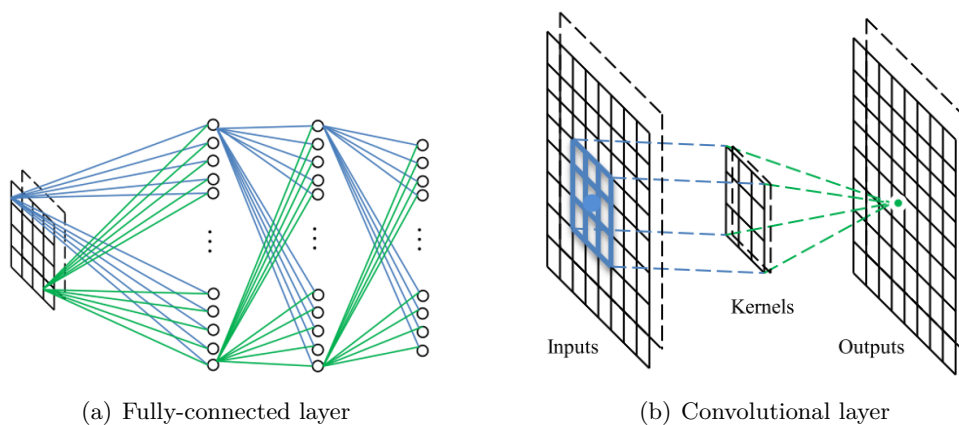 Kernels
Inputs
Outputs
(a) Fully-connected layer
(b) Convolutional layer